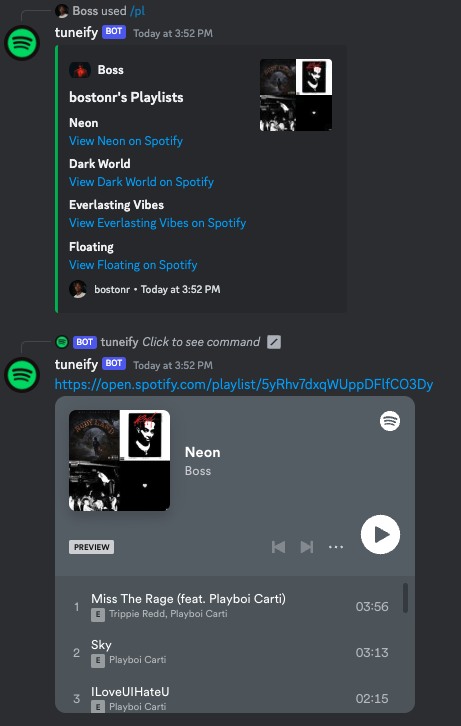 Boss used /pl
tuneify BOT Today at 3:52 PM
Boss
bostonr's Playlists
Neon
View Neon on Spotify
Dark World
View Dark World on Spotify
Everlasting Vibes
View Everlasting Vibes on Spotify
Floating
View Floating on Spotify
bostonr • Today at 3:52 PM
BOT tuneify Click to see command
tuneify BOT Today at 3:52 PM
https://open.spotify.com/playlist/5yRhv7dxqWUppDFlfCO3Dy
Neon
Boss
PREVIEW
1 Miss The Rage (feat. Playboi Carti) 03:56
E Trippie Redd, Playboi Carti
2 Sky 03:13
E Playboi Carti
3 ILoveUIHateU 02:15
E Playboi Carti